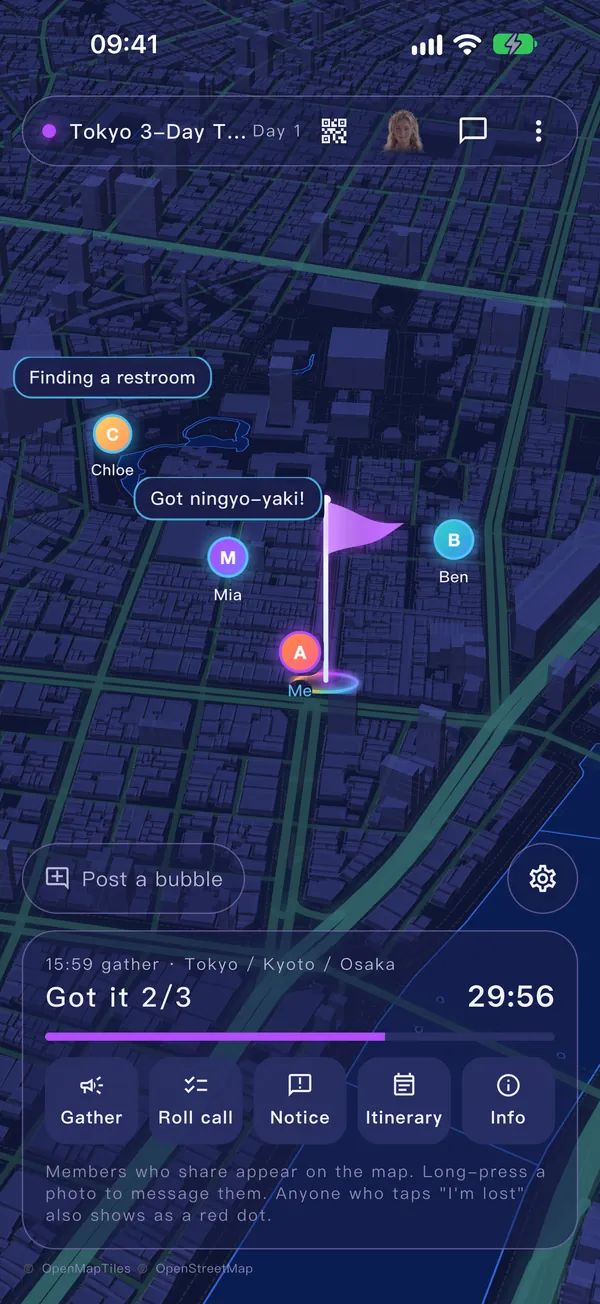 09:41
Tokyo 3-Day T... Day 1
Finding a restroom
C
Chloe
Got ningyo-yaki!
B
Ben
M
Mia
A
Me
Post a bubble
15:59 gather · Tokyo / Kyoto / Osaka
Got it 2/3 29:56
Gather Roll call Notice Itinerary Info
Members who share appear on the map. Long-press a
photo to message them. Anyone who taps "I'm lost"
also shows as a red dot.
© OpenMapTiles © OpenStreetMap